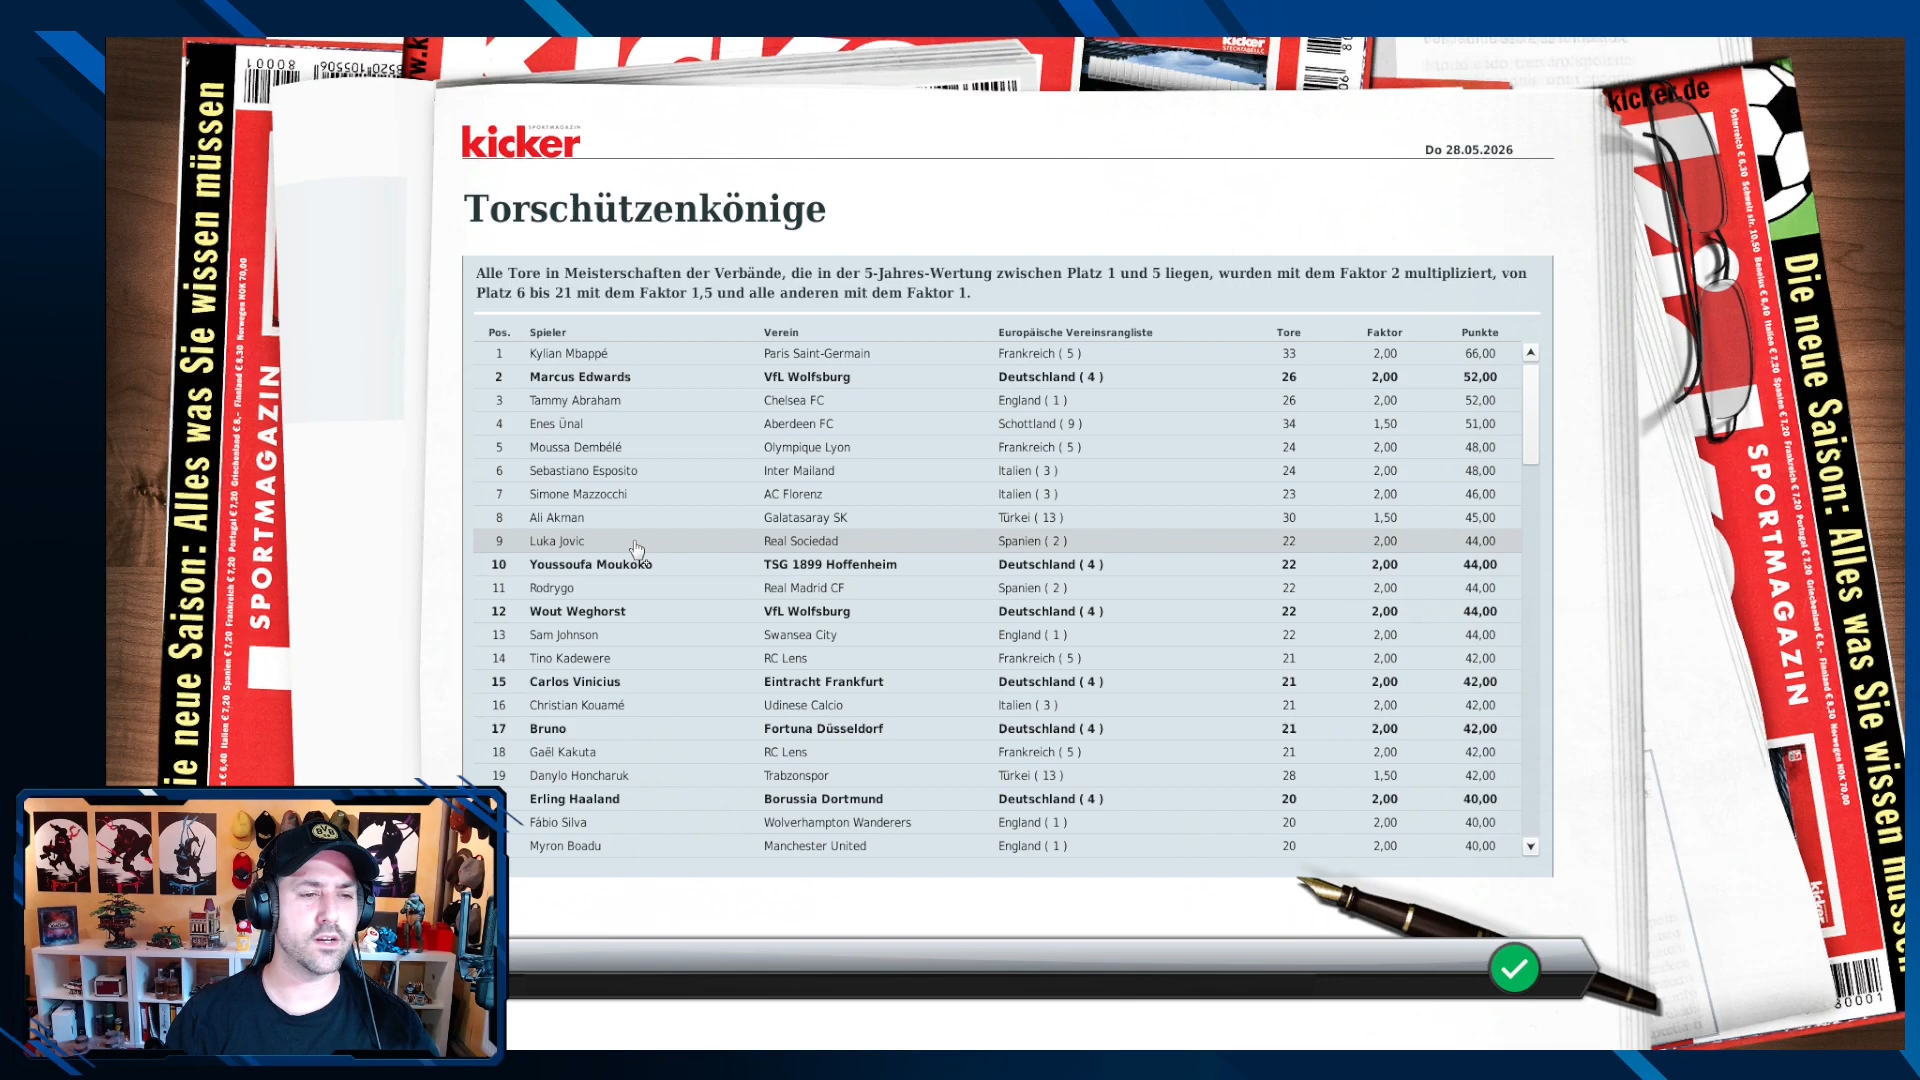 80001
8520105506
kicker
SPORTMAGAZIN
Do 28.05.2026
Torschützenkönige
Alle Tore in Meisterschaften der Verbände, die in der 5-Jahres-Wertung zwischen Platz 1 und 5 liegen, wurden mit dem Faktor 2 multipliziert, von
Platz 6 bis 21 mit dem Faktor 1,5 und alle anderen mit dem Faktor 1.
Pos. Spieler Verein Europäische Vereinsrangliste Tore Faktor Punkte
1 Kylian Mbappé Paris Saint-Germain Frankreich ( 5 ) 33 2,00 66,00
2 Marcus Edwards VfL Wolfsburg Deutschland ( 4 ) 26 2,00 52,00
3 Tammy Abraham Chelsea FC England ( 1 ) 26 2,00 52,00
4 Enes Ünal Aberdeen FC Schottland ( 9 ) 34 1,50 51,00
5 Moussa Dembélé Olympique Lyon Frankreich ( 5 ) 24 2,00 48,00
6 Sebastiano Esposito Inter Mailand Italien ( 3 ) 24 2,00 48,00
7 Simone Mazzocchi AC Florenz Italien ( 3 ) 23 2,00 46,00
8 Ali Akman Galatasaray SK Türkei ( 13 ) 30 1,50 45,00
9 Luka Jovic Real Sociedad Spanien ( 2 ) 22 2,00 44,00
10 Youssoufa Moukoko TSG 1899 Hoffenheim Deutschland ( 4 ) 22 2,00 44,00
11 Rodrygo Real Madrid CF Spanien ( 2 ) 22 2,00 44,00
12 Wout Weghorst VfL Wolfsburg Deutschland ( 4 ) 22 2,00 44,00
13 Sam Johnson Swansea City England ( 1 ) 22 2,00 44,00
14 Tino Kadewere RC Lens Frankreich ( 5 ) 21 2,00 42,00
15 Carlos Vinicius Eintracht Frankfurt Deutschland ( 4 ) 21 2,00 42,00
16 Christian Kouamé Udinese Calcio Italien ( 3 ) 21 2,00 42,00
17 Bruno Fortuna Düsseldorf Deutschland ( 4 ) 21 2,00 42,00
18 Gaël Kakuta RC Lens Frankreich ( 5 ) 21 2,00 42,00
19 Danylo Honcharuk Trabzonspor Türkei ( 13 ) 28 1,50 42,00
Erling Haaland Borussia Dortmund Deutschland ( 4 ) 20 2,00 40,00
Fábio Silva Wolverhampton Wanderers England ( 1 ) 20 2,00 40,00
Myron Boadu Manchester United England ( 1 ) 20 2,00 40,00
ie neue Saison: Alles was Sie wissen müssen
SPORTMAGAZIN
SPORTMAGAZIN
kicker.de
Die neue Saison: Alles was Sie wissen müssen
SPORTMAGAZIN
kicker
80001
BVB